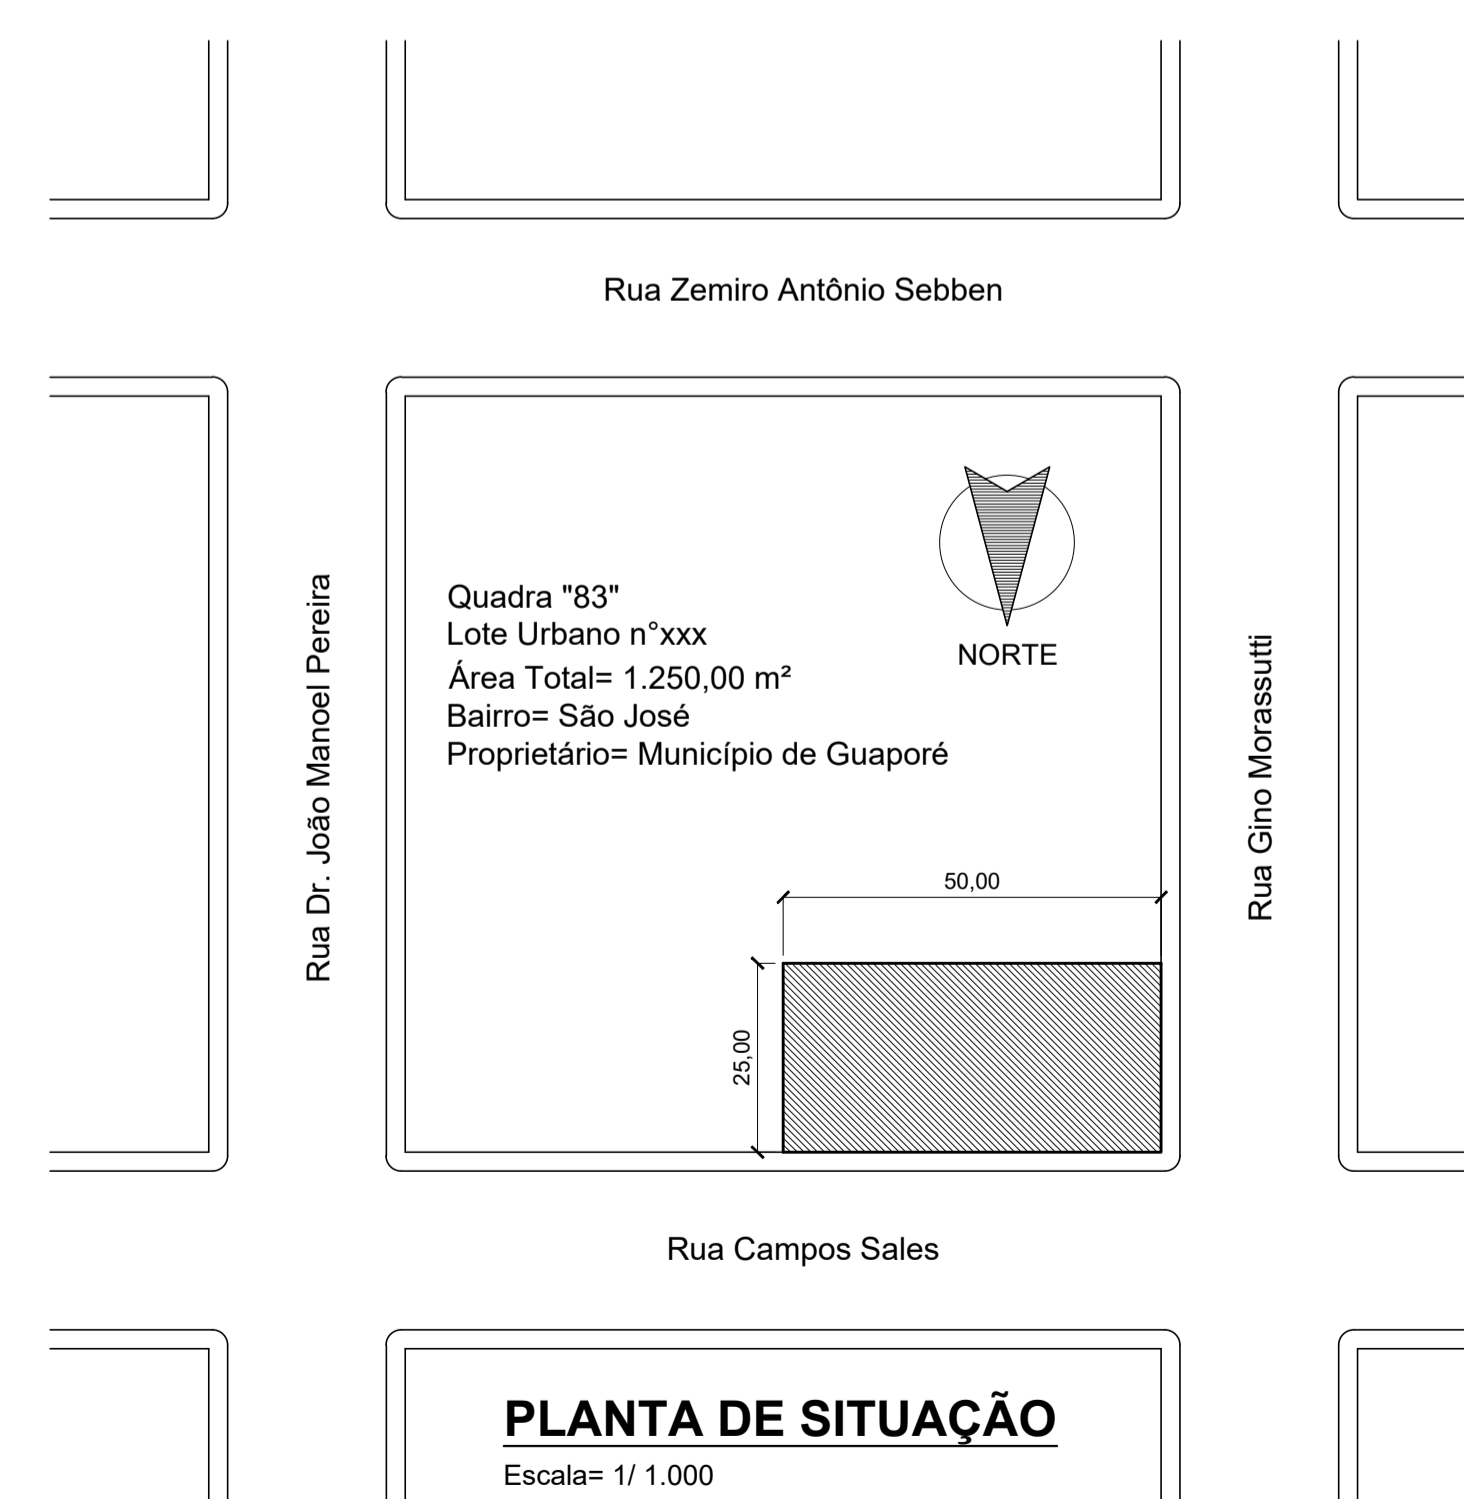 Rua Zemiro Antônio Sebben
Quadra "83"
Lote Urbano n°xxx
Área Total= 1.250,00 m²
Bairro= São José
Proprietário= Município de Guaporé
NORTE
Rua Dr. João Manoel Pereira
Rua Gino Morassutti
50,00
25,00
Rua Campos Sales
PLANTA DE SITUAÇÃO
Escala= 1/ 1.000